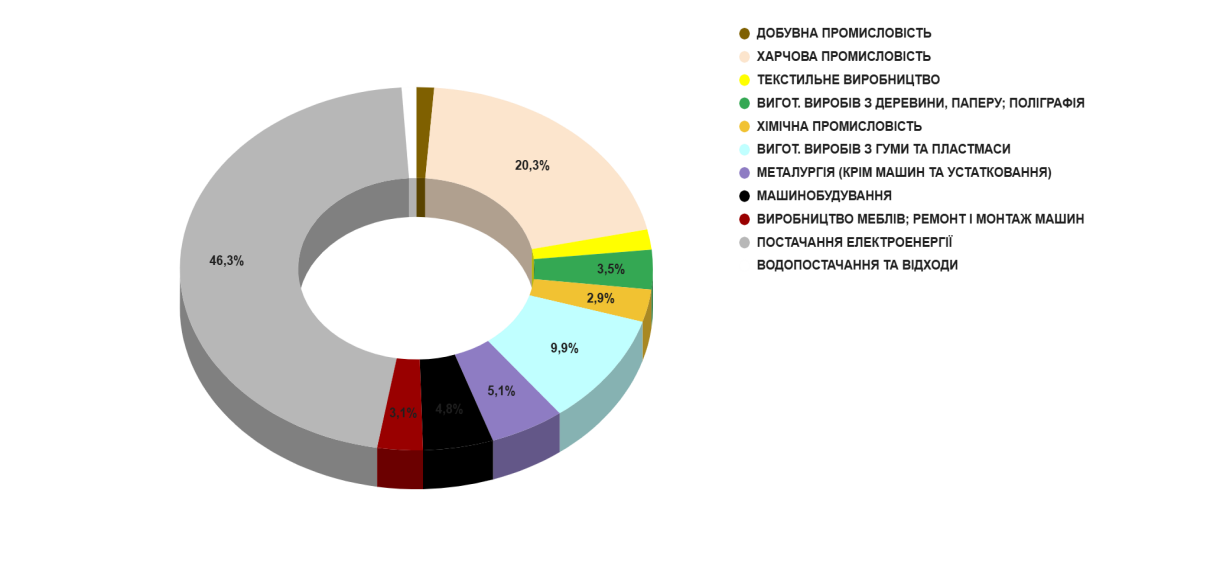 ДОБУВНА ПРОМИСЛОВІСТЬ
ХАРЧОВА ПРОМИСЛОВІСТЬ
ТЕКСТИЛЬНЕ ВИРОБНИЦТВО
ВИГОТ. ВИРОБІВ З ДЕРЕВИНИ, ПАПЕРУ; ПОЛІГРАФІЯ
ХІМІЧНА ПРОМИСЛОВІСТЬ
ВИГОТ. ВИРОБІВ З ГУМИ ТА ПЛАСТМАСИ
МЕТАЛУРГІЯ (КРІМ МАШИН ТА УСТАТКОВАННЯ)
МАШИНОБУДУВАННЯ
ВИРОБНИЦТВО МЕБЛІВ; РЕМОНТ І МОНТАЖ МАШИН
ПОСТАЧАННЯ ЕЛЕКТРОЕНЕРГІЇ
ВОДОПОСТАЧАННЯ ТА ВІДХОДИ
20,3%
3,5%
2,9%
9,9%
5,1%
4,8%
3,1%
46,3%